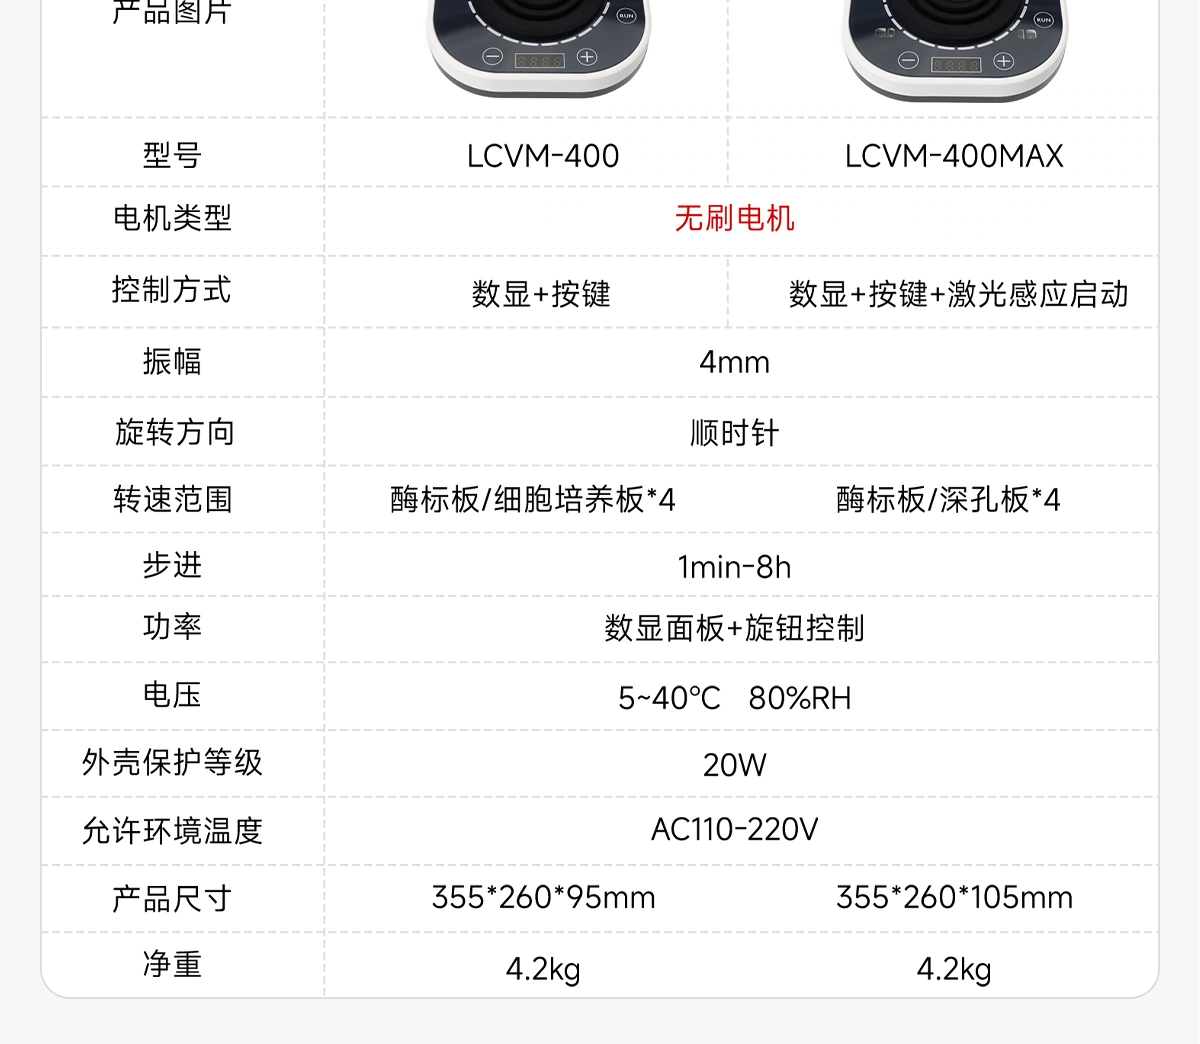 产品图片
RUN
RUN
型号 LCVM-400 LCVM-400MAX
电机类型 无刷电机
控制方式 数显+按键 数显+按键+激光感应启动
振幅 4mm
旋转方向 顺时针
转速范围 酶标板/细胞培养板*4 酶标板/深孔板*4
步进 1min-8h
功率 数显面板+旋钮控制
电压 5~40℃ 80%RH
外壳保护等级 20W
允许环境温度 AC110-220V
产品尺寸 355*260*95mm 355*260*105mm
净重 4.2kg 4.2kg